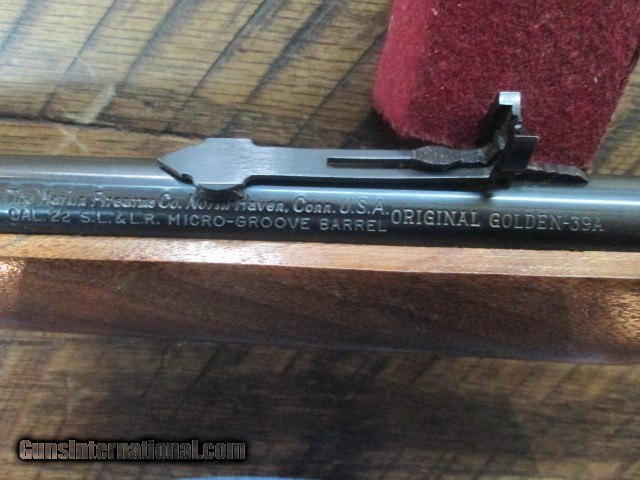 The Marlin Firearms Co. North Haven, Conn. U.S.A.
CAL. 22 S.L. & L.R. MICRO-GROOVE BARREL ORIGINAL GOLDEN-39A
GunsInternational.com